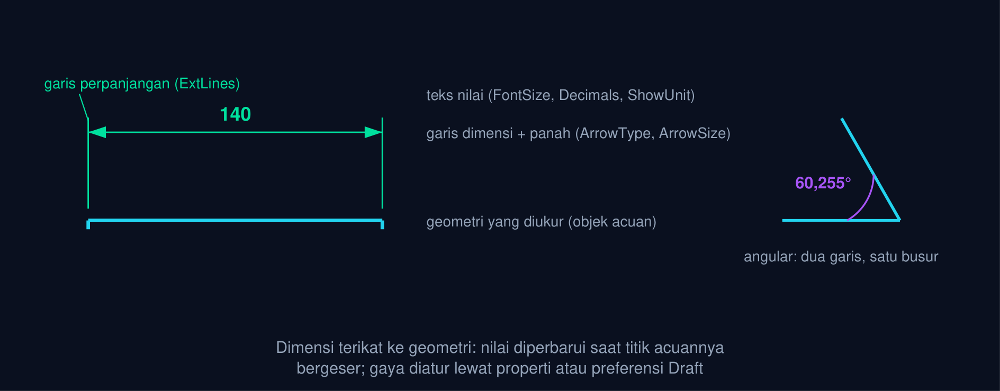 garis perpanjangan (ExtLines)
140
teks nilai (FontSize, Decimals, ShowUnit)
garis dimensi + panah (ArrowType, ArrowSize)
geometri yang diukur (objek acuan)
60,255°
angular: dua garis, satu busur
Dimensi terikat ke geometri: nilai diperbarui saat titik acuannya
bergeser; gaya diatur lewat properti atau preferensi Draft